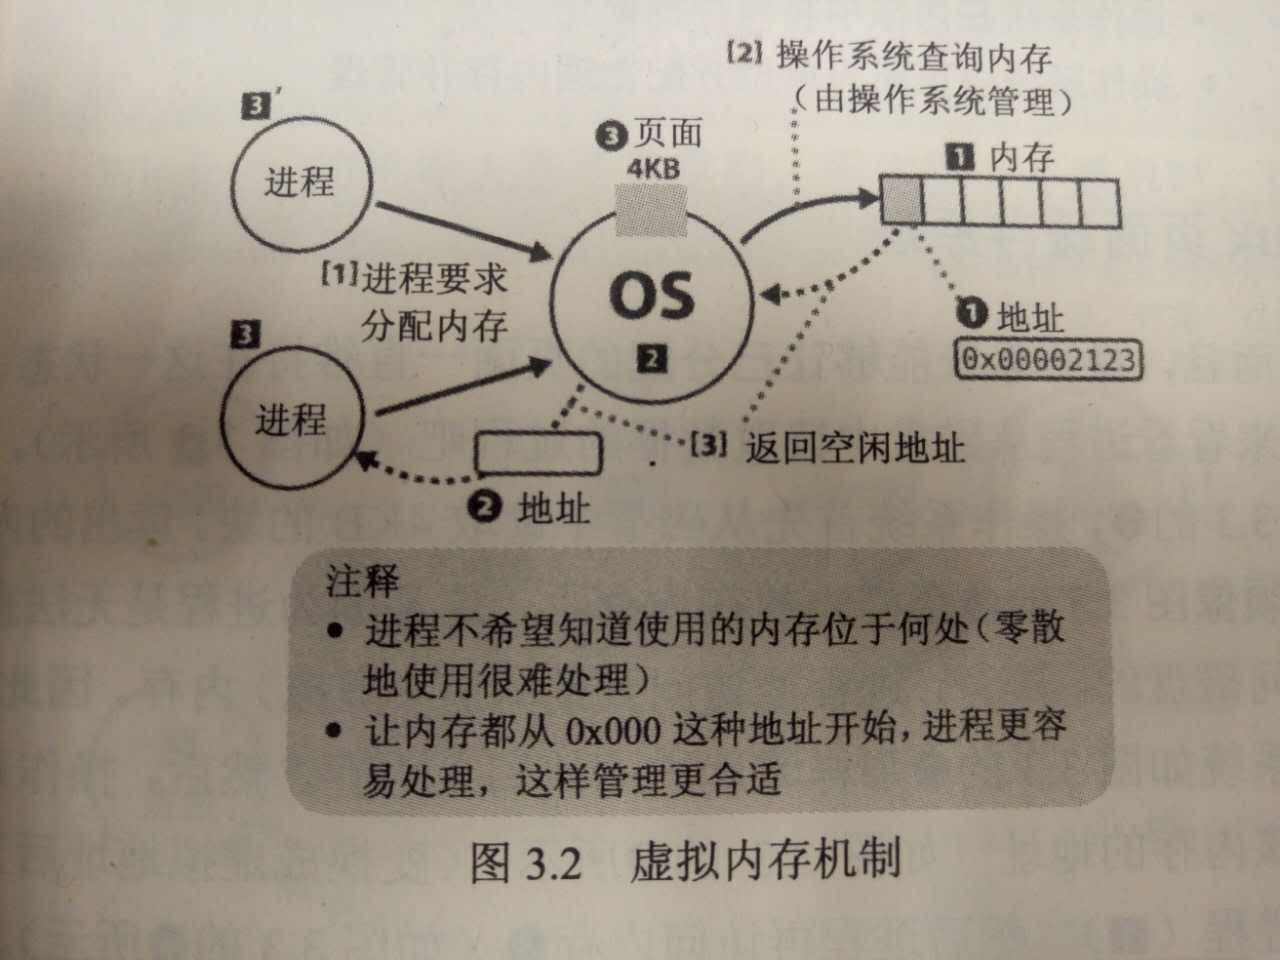 [2] 操作系统查询内存
（由操作系统管理）
3′
进程
❸页面
4KB
1 内存
[1]进程要求
分配内存
OS
2
❶地址
0x00002123
3
进程
[3] 返回空闲地址
❷ 地址
注释
• 进程不希望知道使用的内存位于何处（零散
地使用很难处理）
• 让内存都从 0x000 这种地址开始，进程更容
易处理，这样管理更合适
图 3.2 虚拟内存机制